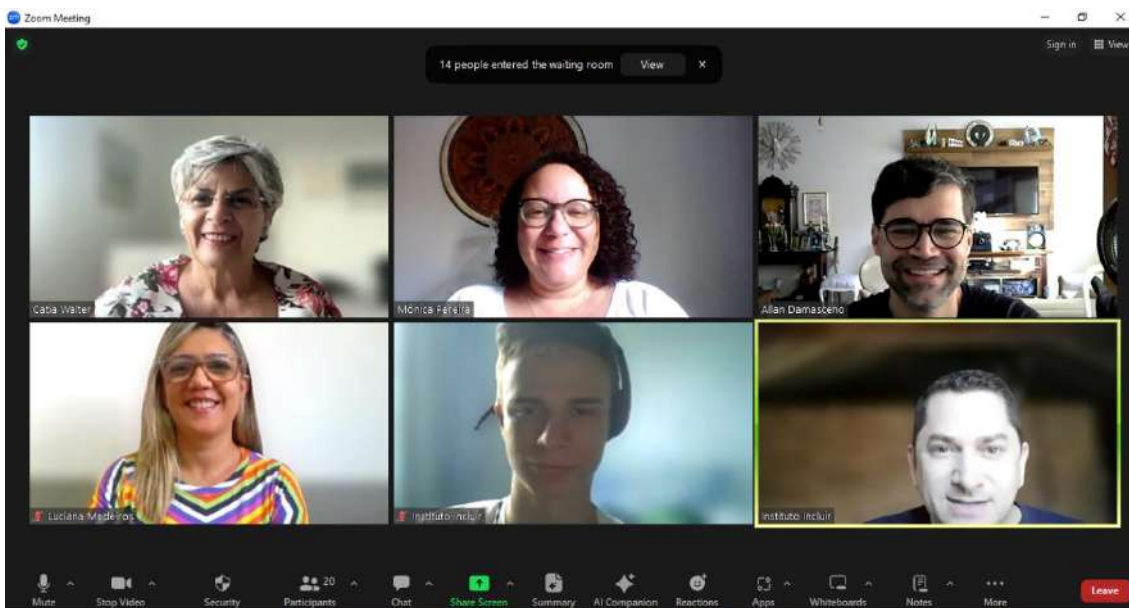 Zoom Meeting
Sign in View
14 people entered the waiting room View
Catia Walter
Mônica Pereira
Allan Damasceno
Luciana Medeiros
Instituto Incluir
Instituto Incluir
20
Mute Stop Video Security Participants Chat Share Screen Summary AI Companion Reactions Apps Whiteboards Notes More Leave